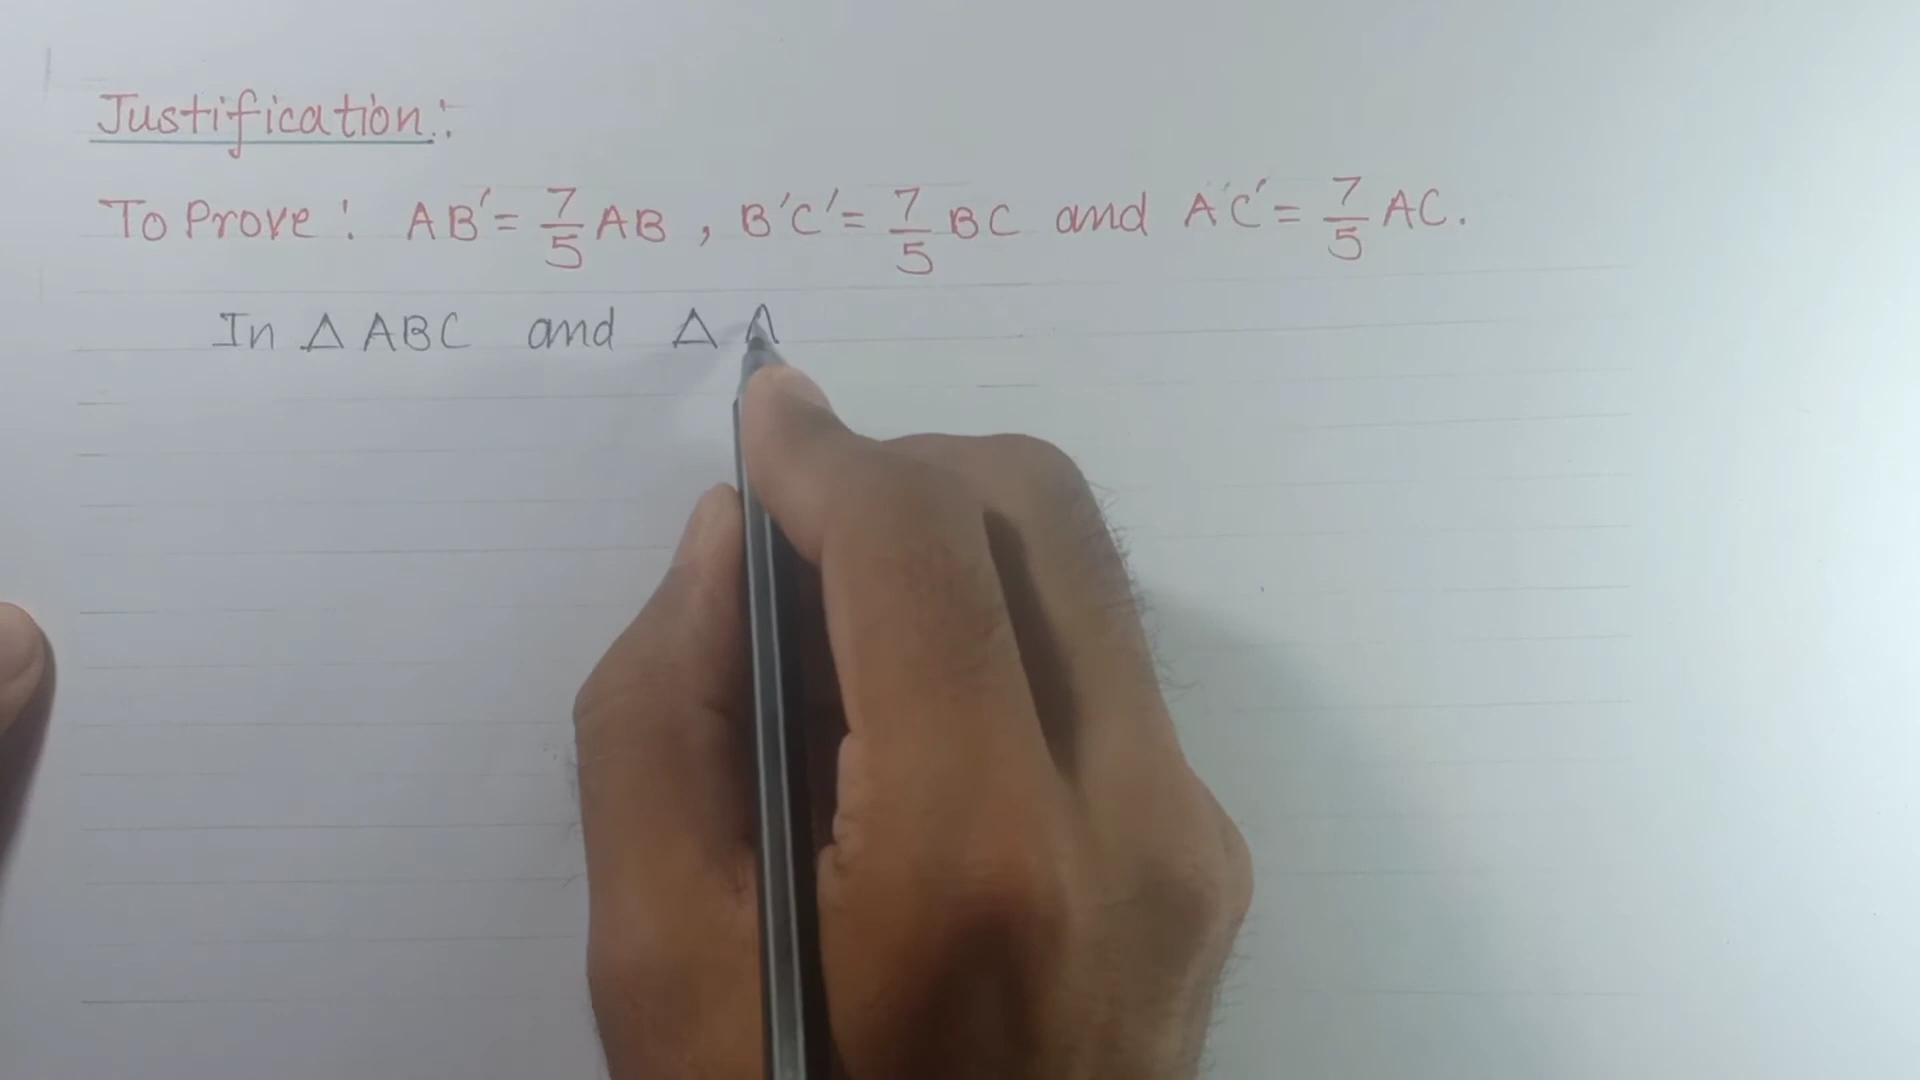 Justification:
To Prove: AB' = 7/5 AB, B'C' = 7/5 BC and A'C' = 7/5 AC.
In △ ABC and △ A